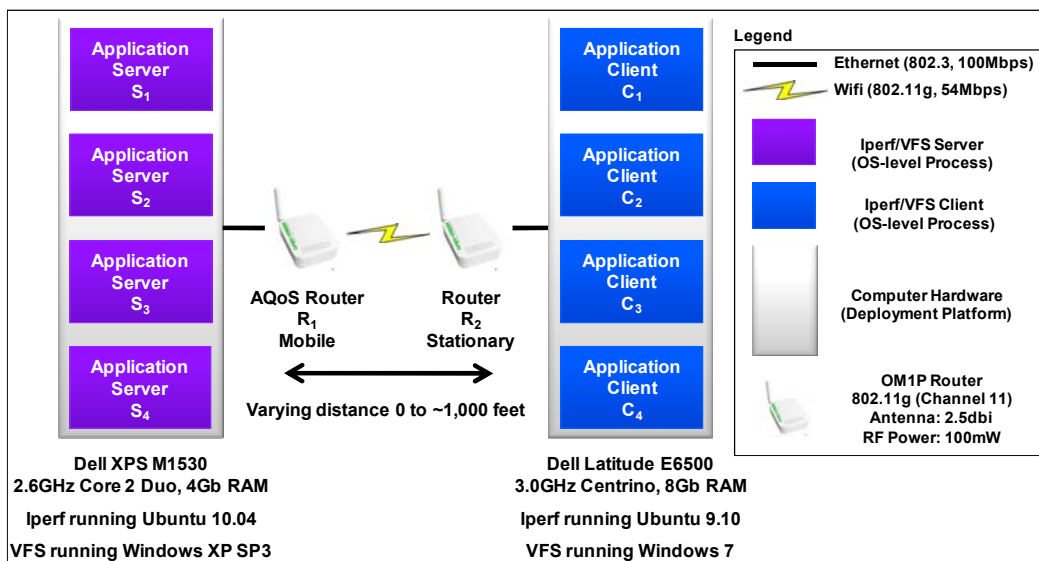 Application
Server
S1
Application
Server
S2
Application
Server
S3
Application
Server
S4
AQoS Router
R1
Mobile
Router
R2
Stationary
Varying distance 0 to ~1,000 feet
Application
Client
C1
Application
Client
C2
Application
Client
C3
Application
Client
C4
Dell XPS M1530
2.6GHz Core 2 Duo, 4Gb RAM
Iperf running Ubuntu 10.04
VFS running Windows XP SP3
Dell Latitude E6500
3.0GHz Centrino, 8Gb RAM
Iperf running Ubuntu 9.10
VFS running Windows 7
Legend
Ethernet (802.3, 100Mbps)
Wifi (802.11g, 54Mbps)
Iperf/VFS Server
(OS-level Process)
Iperf/VFS Client
(OS-level Process)
Computer Hardware
(Deployment Platform)
OM1P Router
802.11g (Channel 11)
Antenna: 2.5dbi
RF Power: 100mW